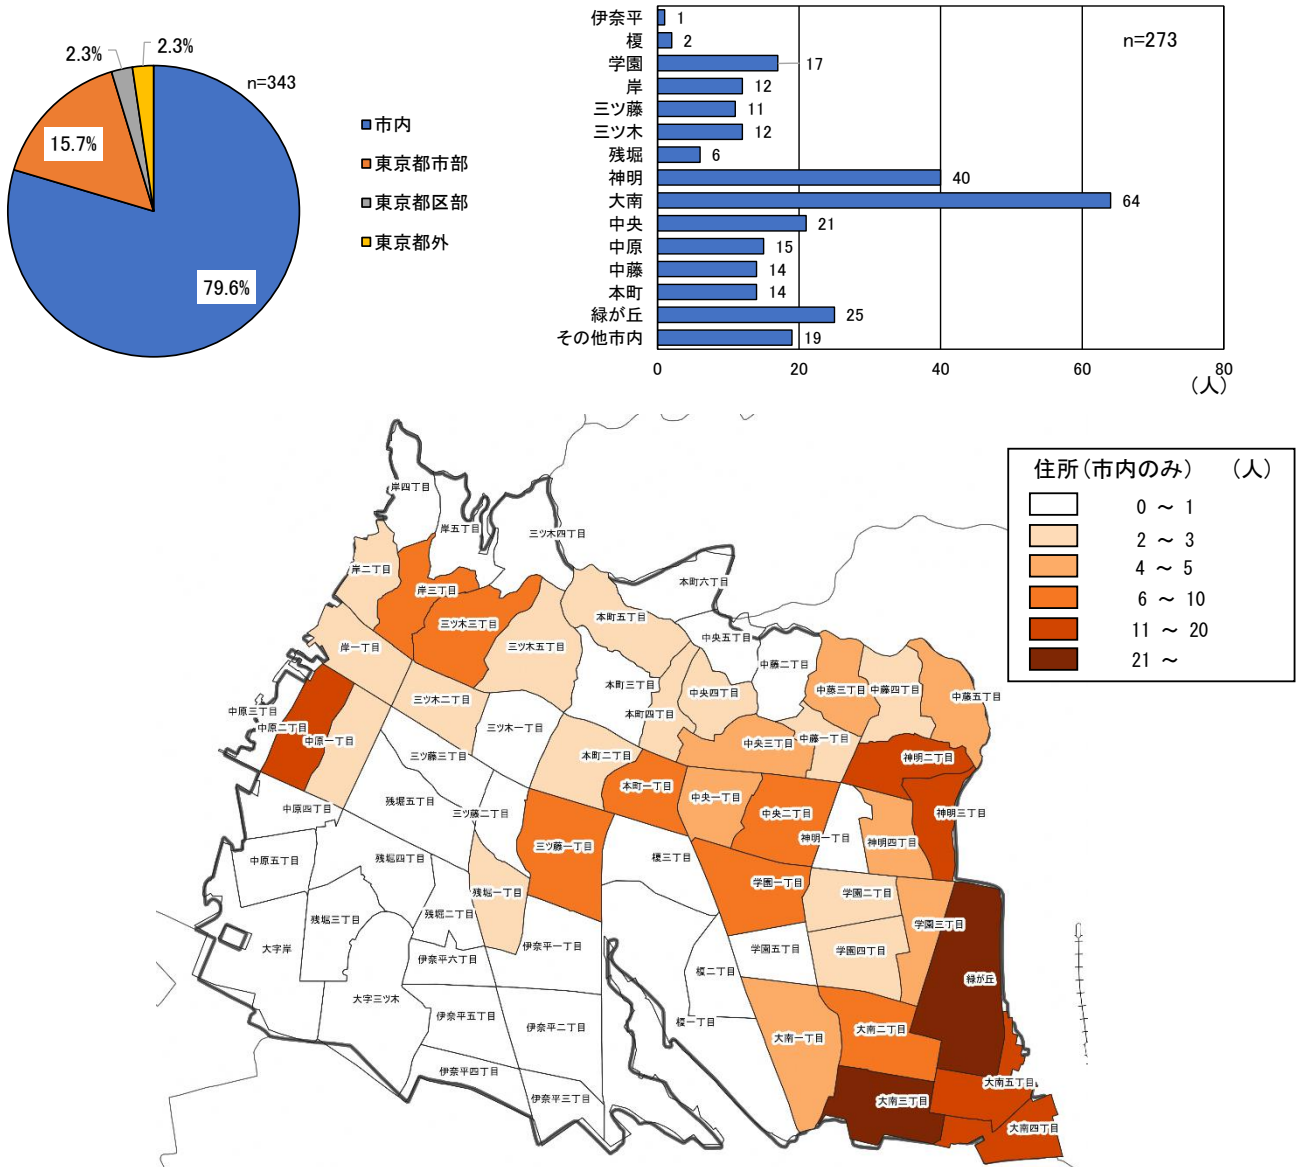 2.3%
2.3%
n=343
15.7%
79.6%
市内
東京都市部
東京都区部
東京都外
n=273
伊奈平 1
榎 2
学園 17
岸 12
三ツ藤 11
三ツ木 12
残堀 6
神明 40
大南 64
中央 21
中原 15
中藤 14
本町 14
緑が丘 25
その他市内 19
0 20 40 60 80
(人)
住所(市内のみ) (人)
0 ~ 1
2 ~ 3
4 ~ 5
6 ~ 10
11 ~ 20
21 ~
岸四丁目
岸五丁目
三ツ木四丁目
岸二丁目
岸三丁目
本町六丁目
三ツ木三丁目
本町五丁目
中央五丁目
岸一丁目
三ツ木五丁目
中藤二丁目
本町三丁目
中央四丁目
中藤三丁目
中藤四丁目
中藤五丁目
三ツ木二丁目
中原三丁目
中原二丁目
中原一丁目
三ツ木一丁目
本町四丁目
中央三丁目
中藤一丁目
三ツ藤三丁目
本町二丁目
神明二丁目
本町一丁目
中央一丁目
中原四丁目
残堀五丁目
三ツ藤二丁目
中央二丁目
神明三丁目
神明一丁目
神明四丁目
三ツ藤一丁目
中原五丁目
残堀四丁目
榎三丁目
学園一丁目
学園二丁目
残堀一丁目
残堀三丁目
残堀二丁目
学園三丁目
大字岸
伊奈平六丁目
伊奈平一丁目
学園五丁目
学園四丁目
榎二丁目
緑が丘
大字三ツ木
伊奈平五丁目
伊奈平二丁目
榎一丁目
大南一丁目
大南二丁目
伊奈平四丁目
伊奈平三丁目
大南五丁目
大南三丁目
大南四丁目